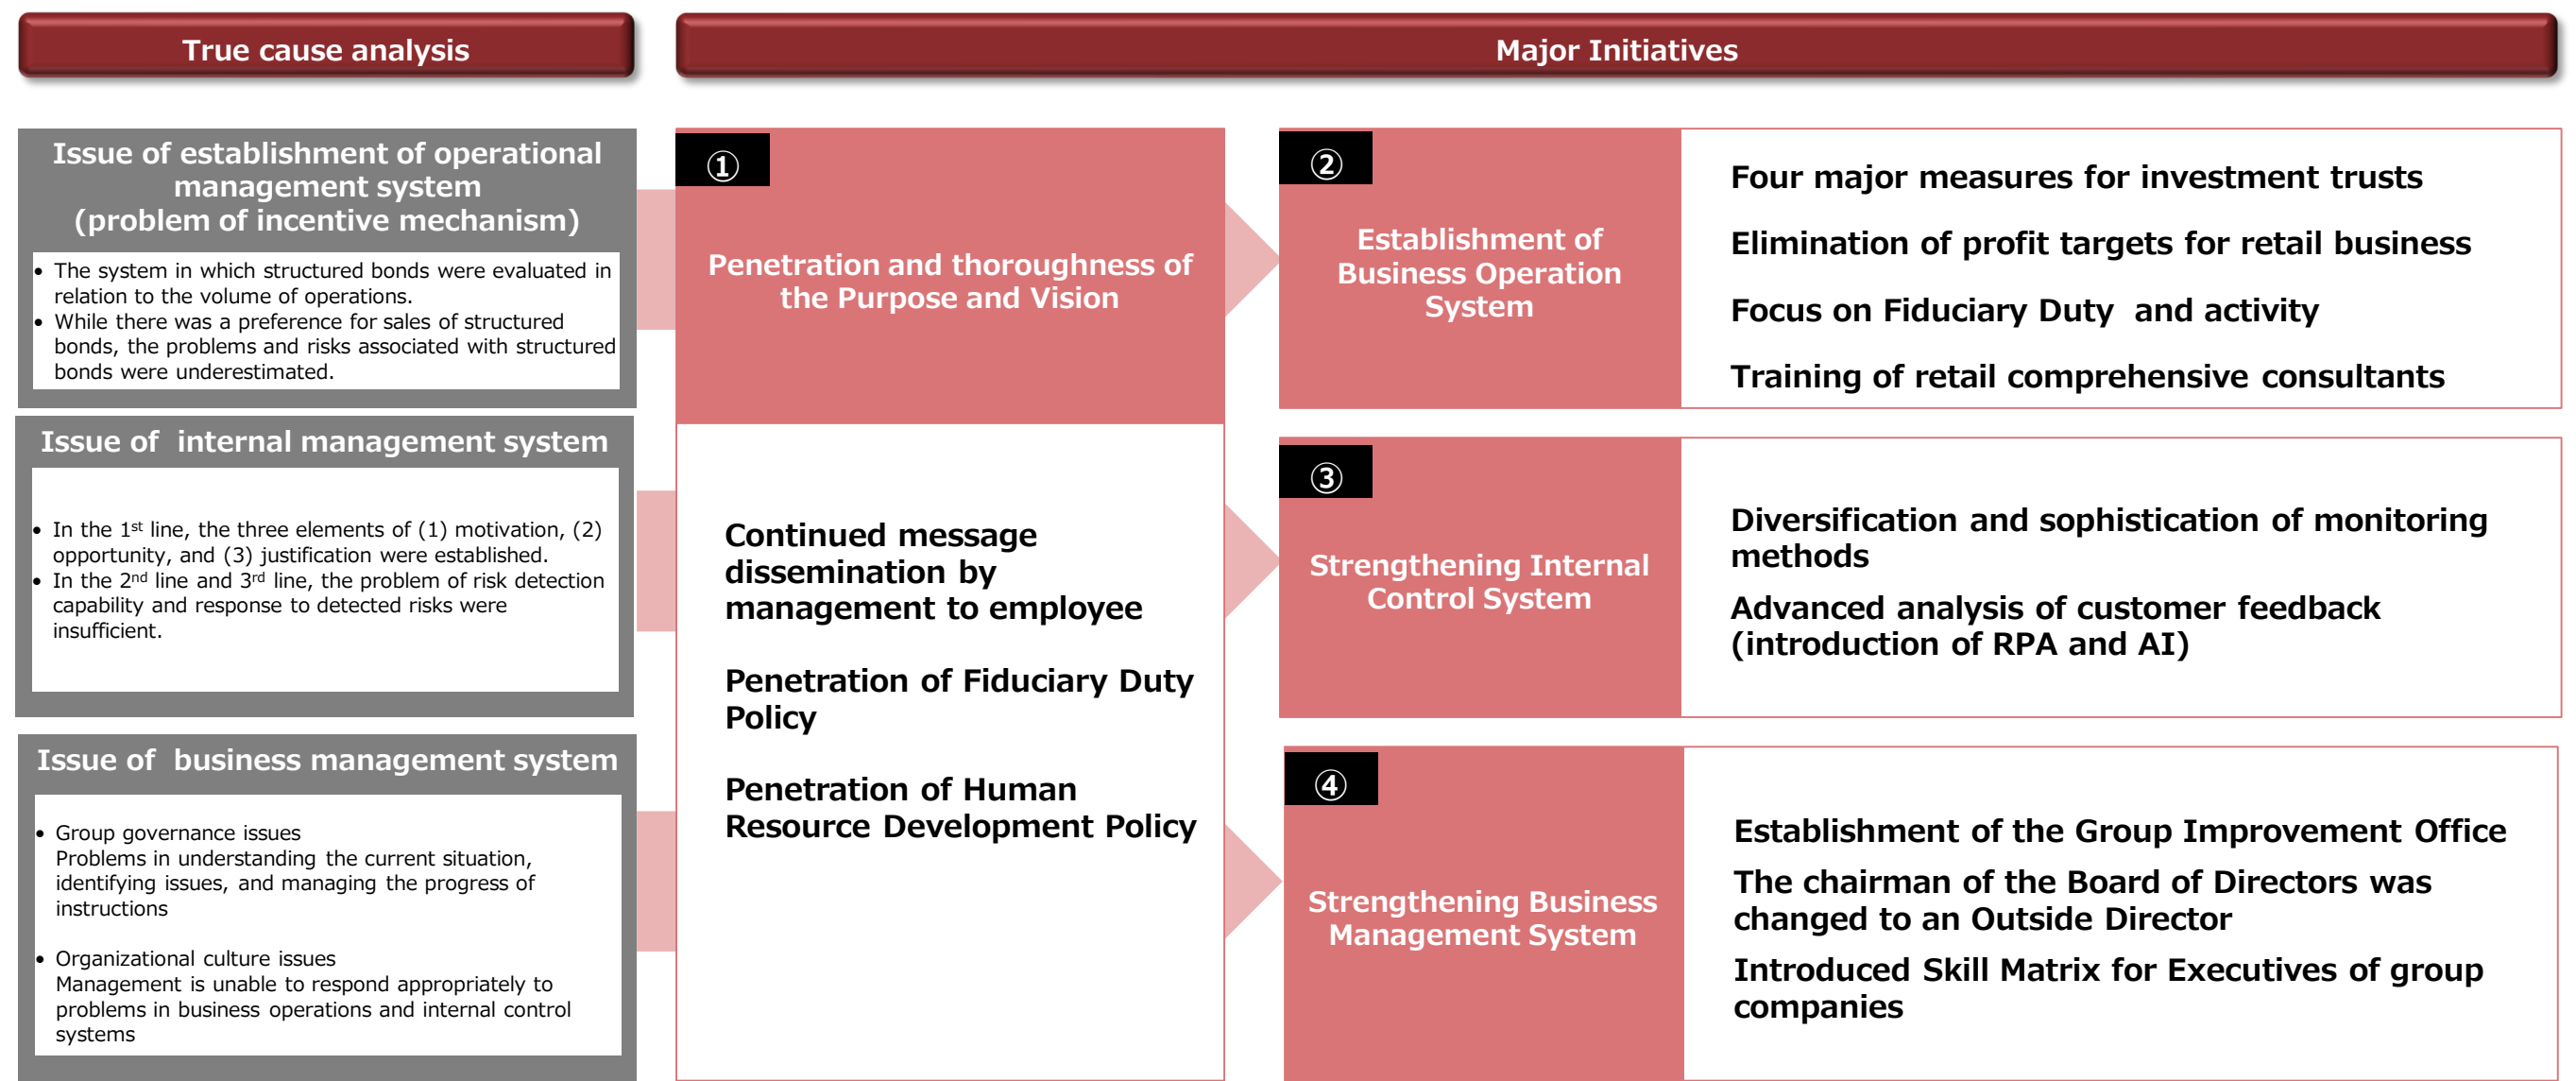 True cause analysis
Major Initiatives
Issue of establishment of operational
management system
(problem of incentive mechanism)
• The system in which structured bonds were evaluated in
relation to the volume of operations.
• While there was a preference for sales of structured
bonds, the problems and risks associated with structured
bonds were underestimated.
Issue of internal management system
• In the 1st line, the three elements of (1) motivation, (2)
opportunity, and (3) justification were established.
• In the 2nd line and 3rd line, the problem of risk detection
capability and response to detected risks were
insufficient.
Issue of business management system
• Group governance issues
Problems in understanding the current situation,
identifying issues, and managing the progress of
instructions
• Organizational culture issues
Management is unable to respond appropriately to
problems in business operations and internal control
systems
①
Penetration and thoroughness of
the Purpose and Vision
Continued message
dissemination by
management to employee
Penetration of Fiduciary Duty
Policy
Penetration of Human
Resource Development Policy
②
Establishment of
Business Operation
System
Four major measures for investment trusts
Elimination of profit targets for retail business
Focus on Fiduciary Duty and activity
Training of retail comprehensive consultants
③
Strengthening Internal
Control System
Diversification and sophistication of monitoring
methods
Advanced analysis of customer feedback
(introduction of RPA and AI)
④
Strengthening Business
Management System
Establishment of the Group Improvement Office
The chairman of the Board of Directors was
changed to an Outside Director
Introduced Skill Matrix for Executives of group
companies